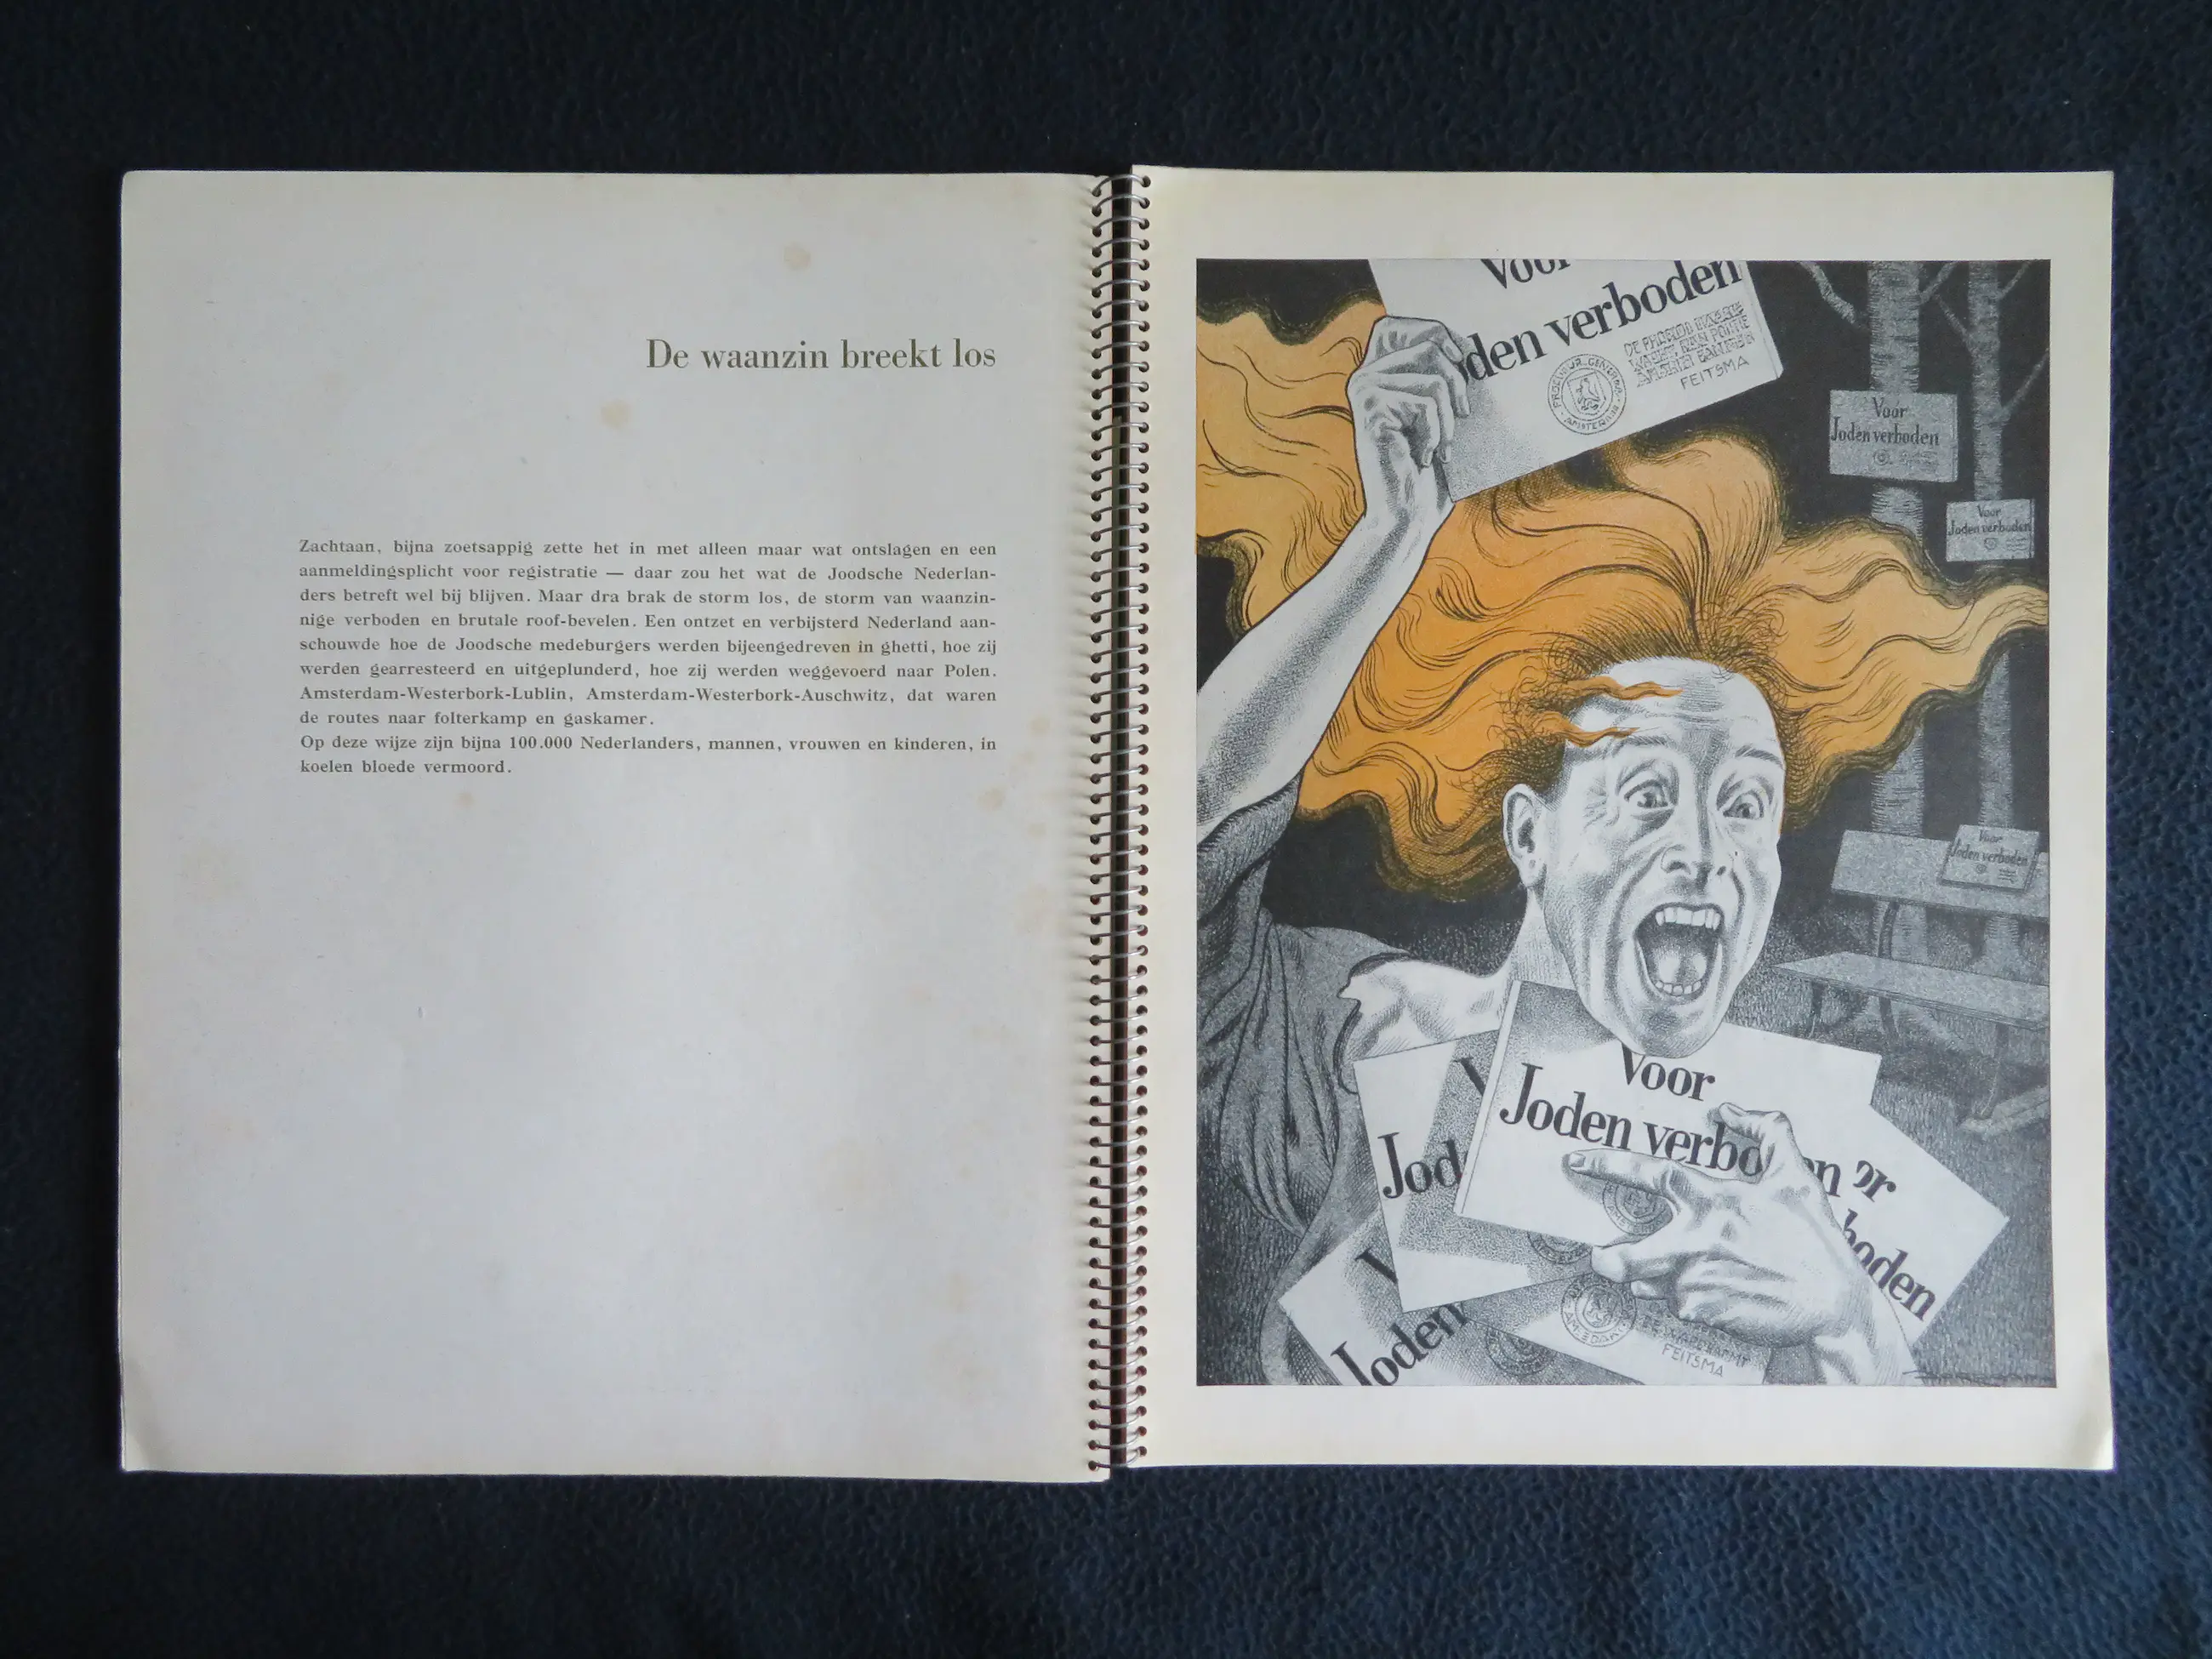 De waanzin breekt los
Zachtaan, bijna zoetsappig zette het in met alleen maar wat ontslagen en een
aanmeldingsplicht voor registratie — daar zou het wat de Joodsche Nederlan-
ders betreft wel bij blijven. Maar dra brak de storm los, de storm van waanzin-
nige verboden en brutale roof-bevelen. Een ontzet en verbijsterd Nederland aan-
schouwde hoe de Joodsche medeburgers werden bijeengedreven in ghetti, hoe zij
werden gearresteerd en uitgeplunderd, hoe zij werden weggevoerd naar Polen.
Amsterdam-Westerbork-Lublin, Amsterdam-Westerbork-Auschwitz, dat waren
de routes naar folterkamp en gaskamer.
Op deze wijze zijn bijna 100.000 Nederlanders, mannen, vrouwen en kinderen, in
koelen bloede vermoord.
Voor
den verboden
FEITSMA
Voor
Joden verboden
Voor
Joden verboden
Voor
Joden verboden
Voor
Joden verbo en
Jod
or
boden
Joden
FEITSMA